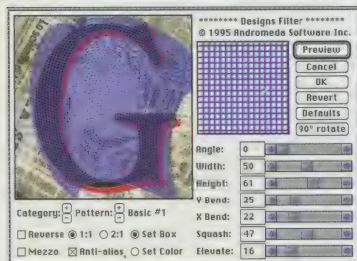 ******** Designs Filter ********
© 1995 Andromeda Software Inc.
G
Preview
Cancel
OK
Revert
Defaults
90° rotate
Angle: 0
Width: 50
Height: 61
Y Bend: 25
X Bend: 22
Squash: 47
Elevate: 16
Category: + - Pattern: + - Basic #1
Reverse 1:1 2:1 Set Box
Mezzo Anti-alias Set Color